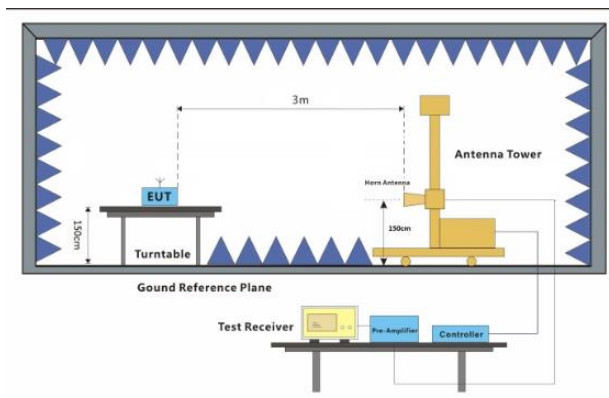 3m
Antenna Tower
Horn Antenna
EUT
150cm
150cm
Turntable
Gound Reference Plane
Test Receiver
Pre-Amplifier
Controller